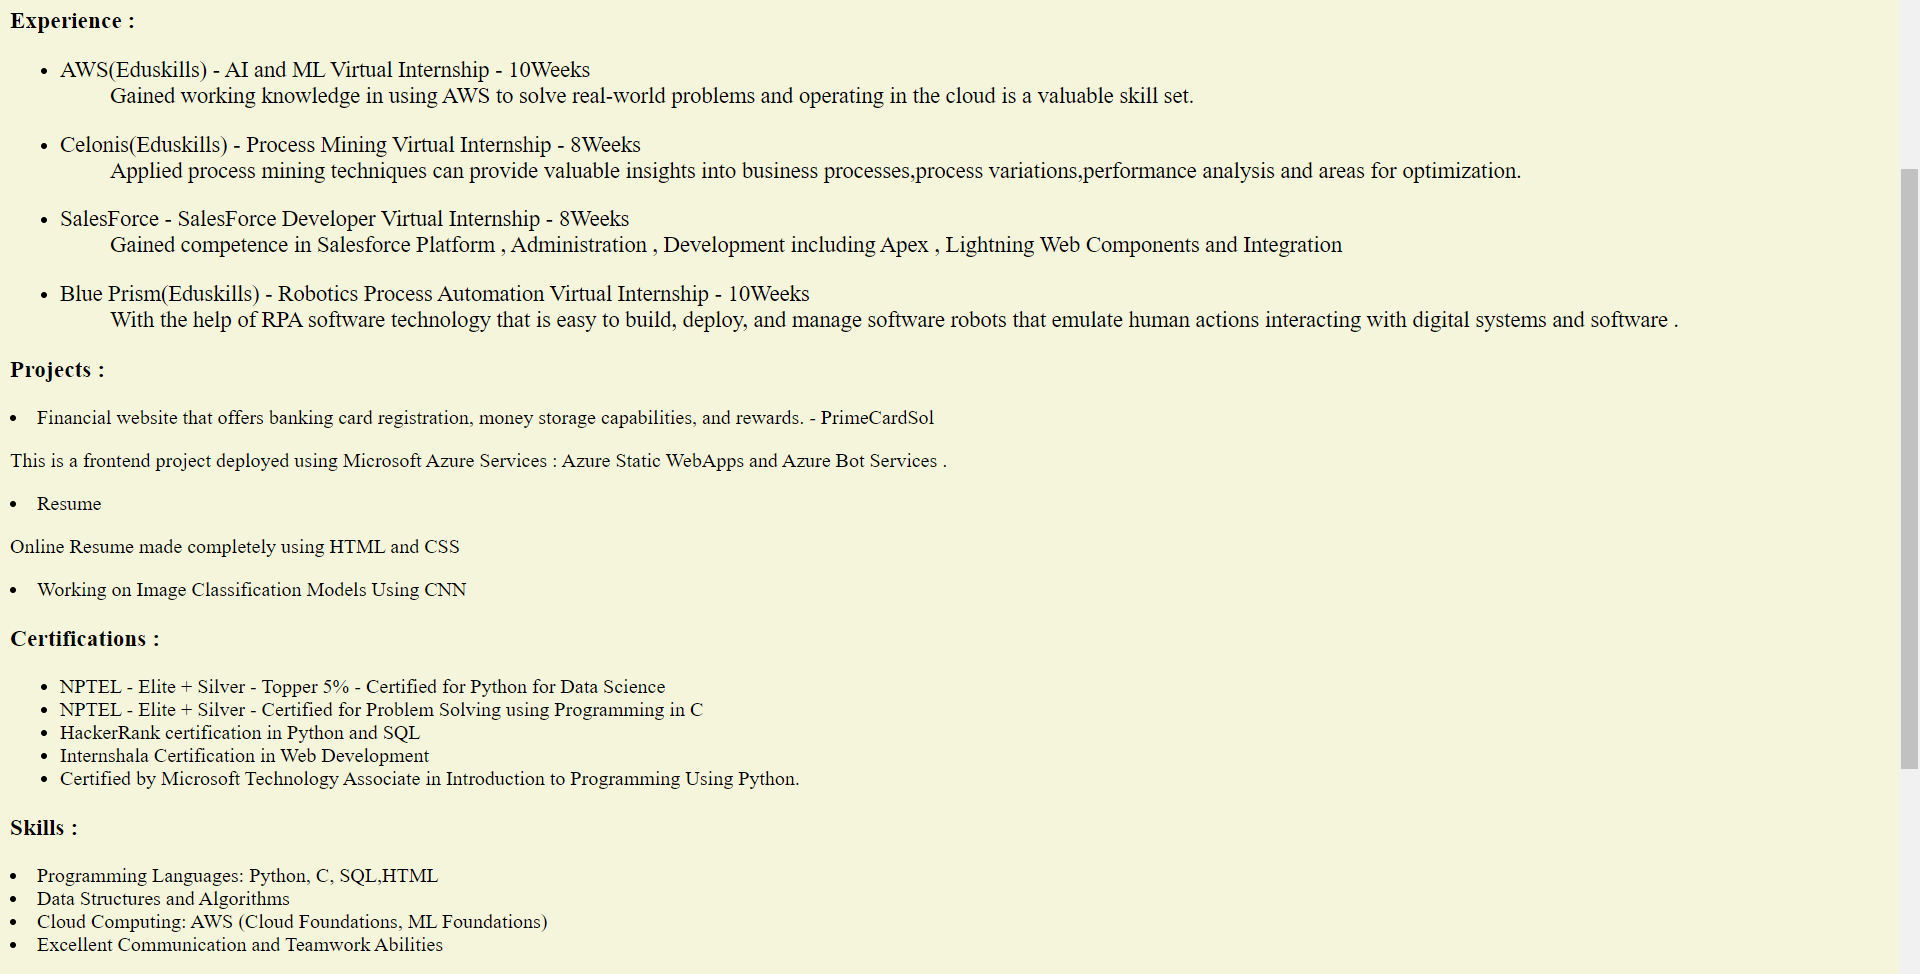 Experience :
• AWS(Eduskills) - AI and ML Virtual Internship - 10Weeks
Gained working knowledge in using AWS to solve real-world problems and operating in the cloud is a valuable skill set.
• Celonis(Eduskills) - Process Mining Virtual Internship - 8Weeks
Applied process mining techniques can provide valuable insights into business processes,process variations,performance analysis and areas for optimization.
• SalesForce - SalesForce Developer Virtual Internship - 8Weeks
Gained competence in Salesforce Platform , Administration , Development including Apex , Lightning Web Components and Integration
• Blue Prism(Eduskills) - Robotics Process Automation Virtual Internship - 10Weeks
With the help of RPA software technology that is easy to build, deploy, and manage software robots that emulate human actions interacting with digital systems and software .
Projects :
• Financial website that offers banking card registration, money storage capabilities, and rewards. - PrimeCardSol
This is a frontend project deployed using Microsoft Azure Services : Azure Static WebApps and Azure Bot Services .
• Resume
Online Resume made completely using HTML and CSS
• Working on Image Classification Models Using CNN
Certifications :
• NPTEL - Elite + Silver - Topper 5% - Certified for Python for Data Science
• NPTEL - Elite + Silver - Certified for Problem Solving using Programming in C
• HackerRank certification in Python and SQL
• Internshala Certification in Web Development
• Certified by Microsoft Technology Associate in Introduction to Programming Using Python.
Skills :
• Programming Languages: Python, C, SQL,HTML
• Data Structures and Algorithms
• Cloud Computing: AWS (Cloud Foundations, ML Foundations)
• Excellent Communication and Teamwork Abilities